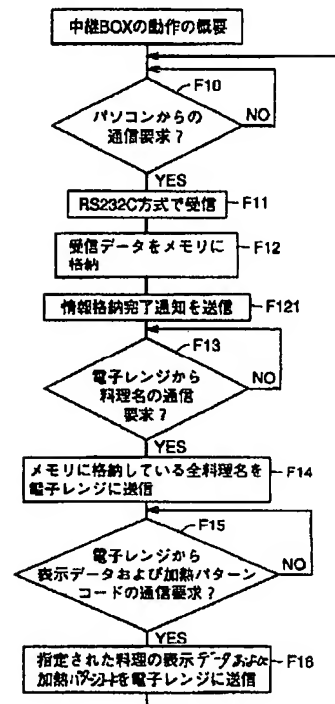 中継BOXの動作の概要
F10
パソコンからの
通信要求?
NO
YES
RS232C方式で受信
F11
受信データをメモリに
格納
F12
情報格納完了通知を送信
F121
F13
電子レンジから
料理名の通信
要求?
NO
YES
メモリに格納している全料理名を
電子レンジに送信
F14
F15
電子レンジから
表示データおよび加熱パターン
コードの通信要求?
NO
YES
指定された料理の表示データおよび
加熱パターンコードを電子レンジに送信
F16